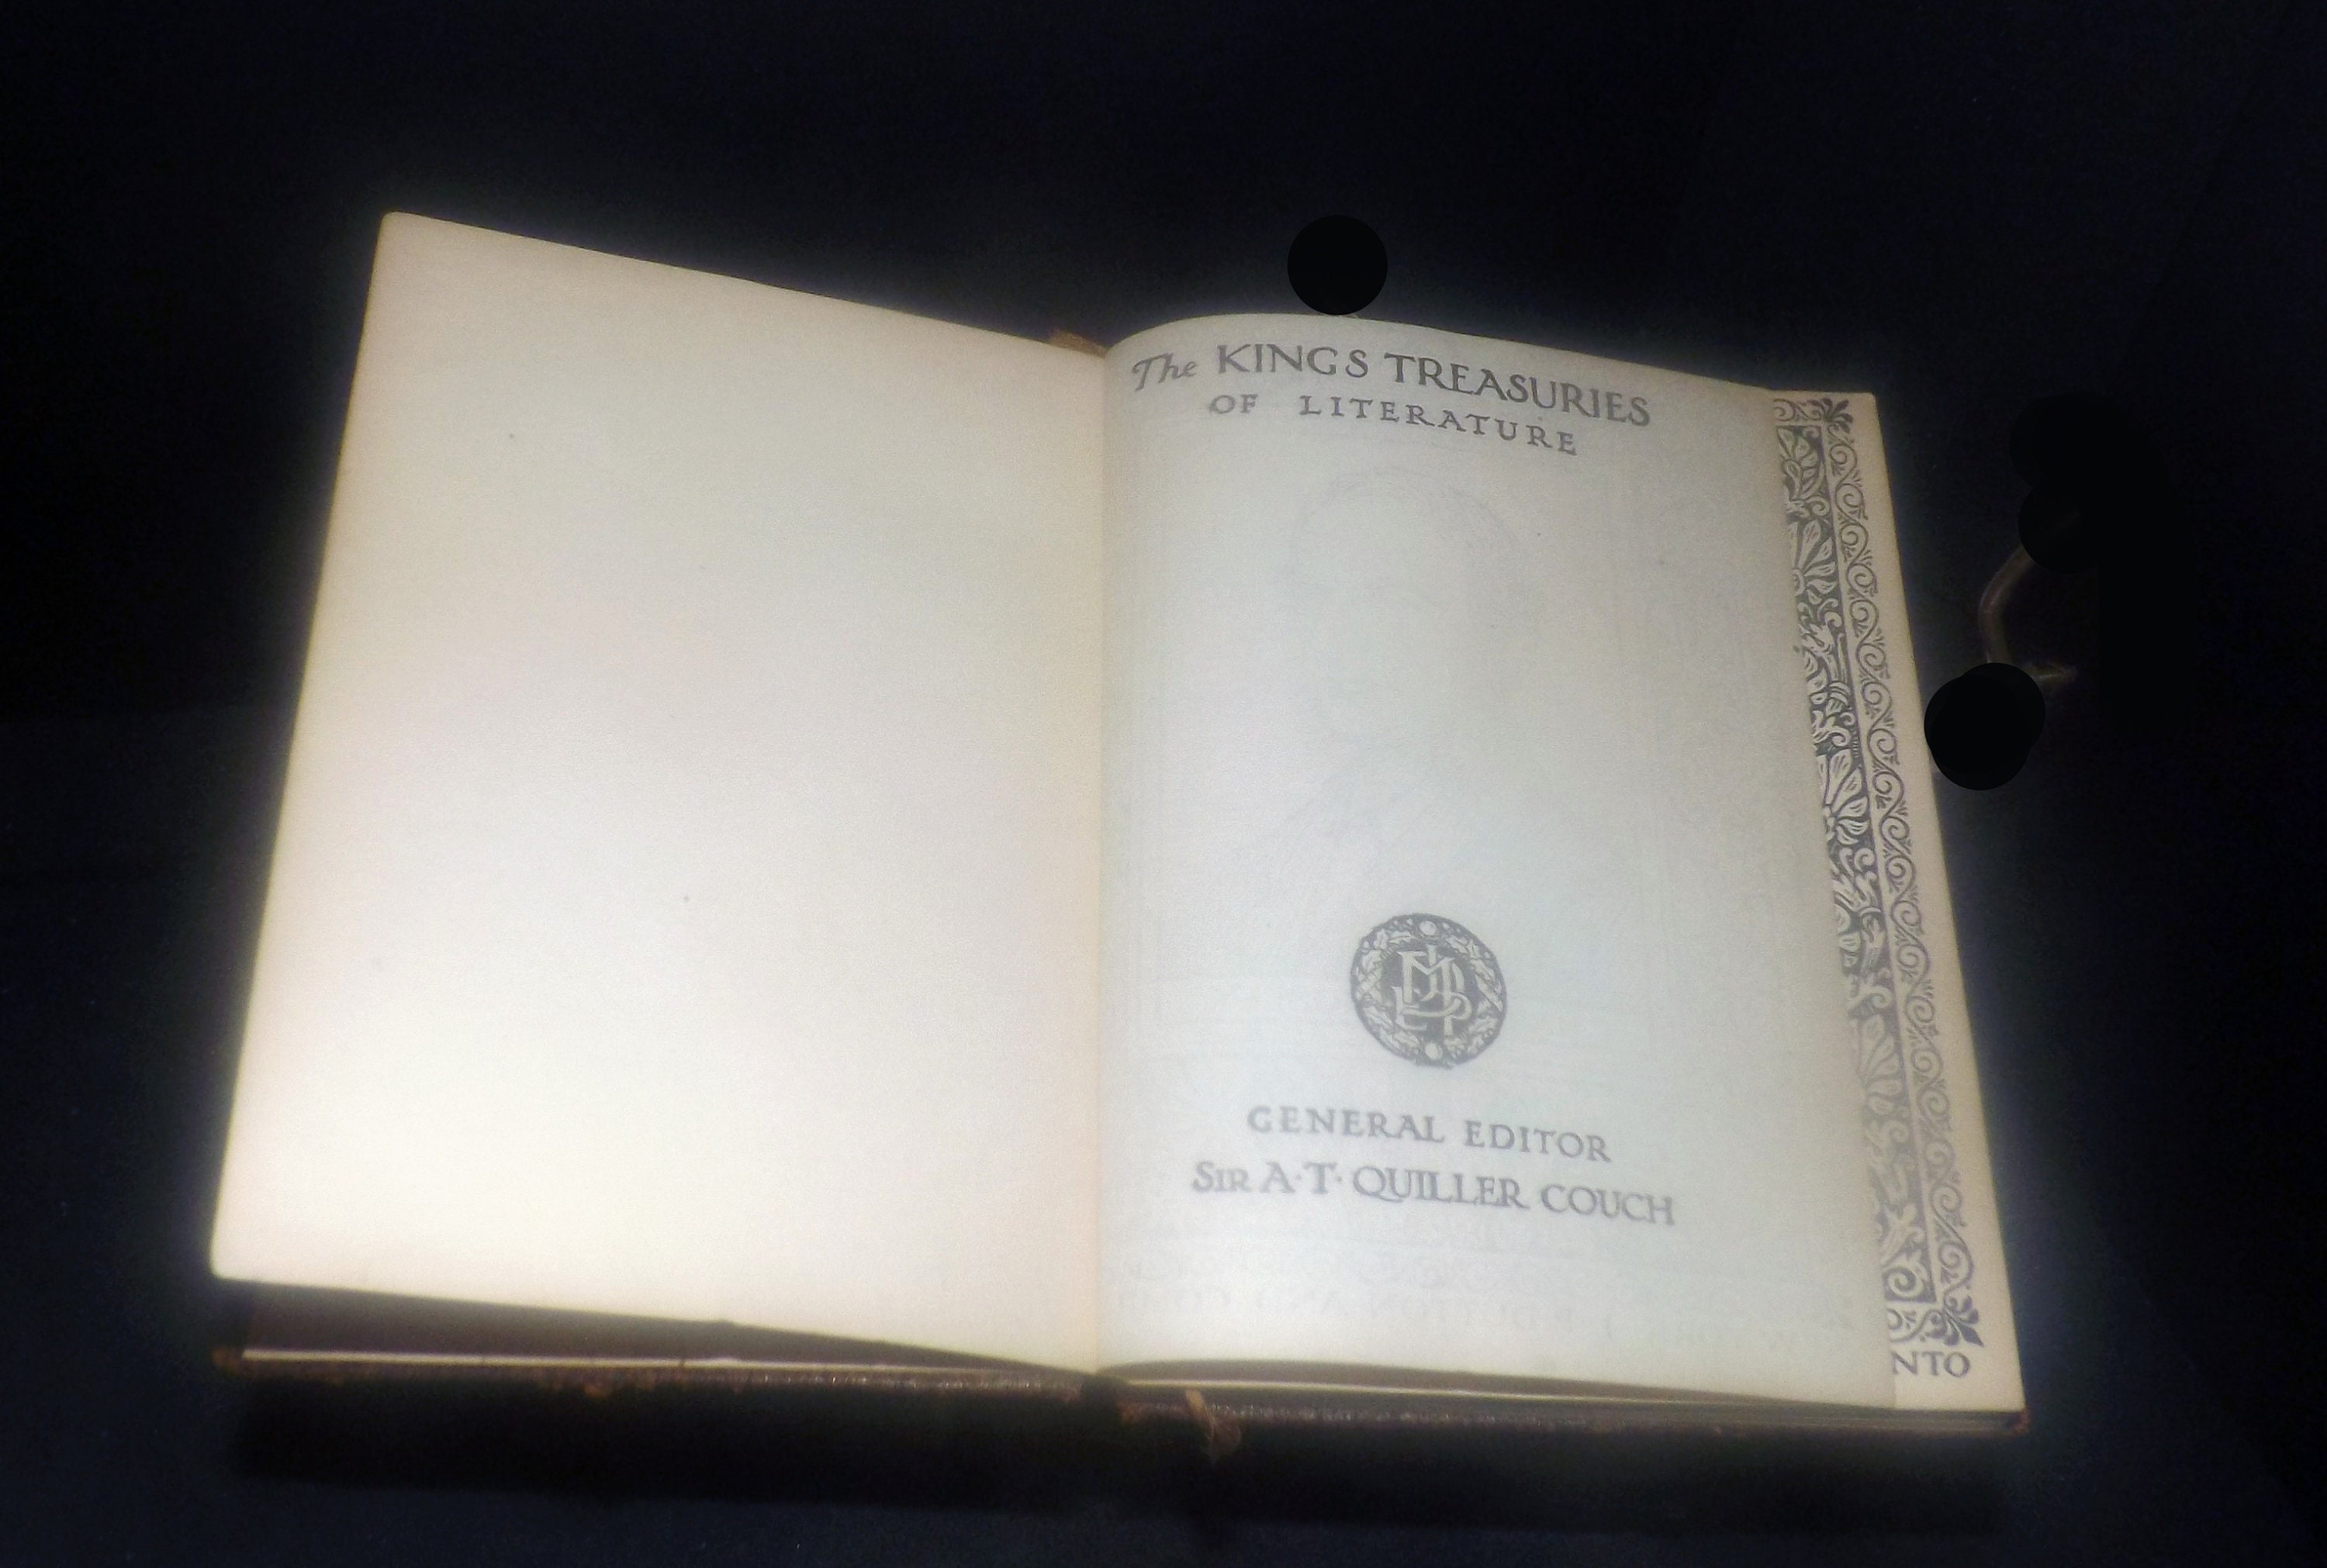 The KINGS TREASURIES
OF LITERATURE
GENERAL EDITOR
SIR A·T· QUILLER COUCH
NTO